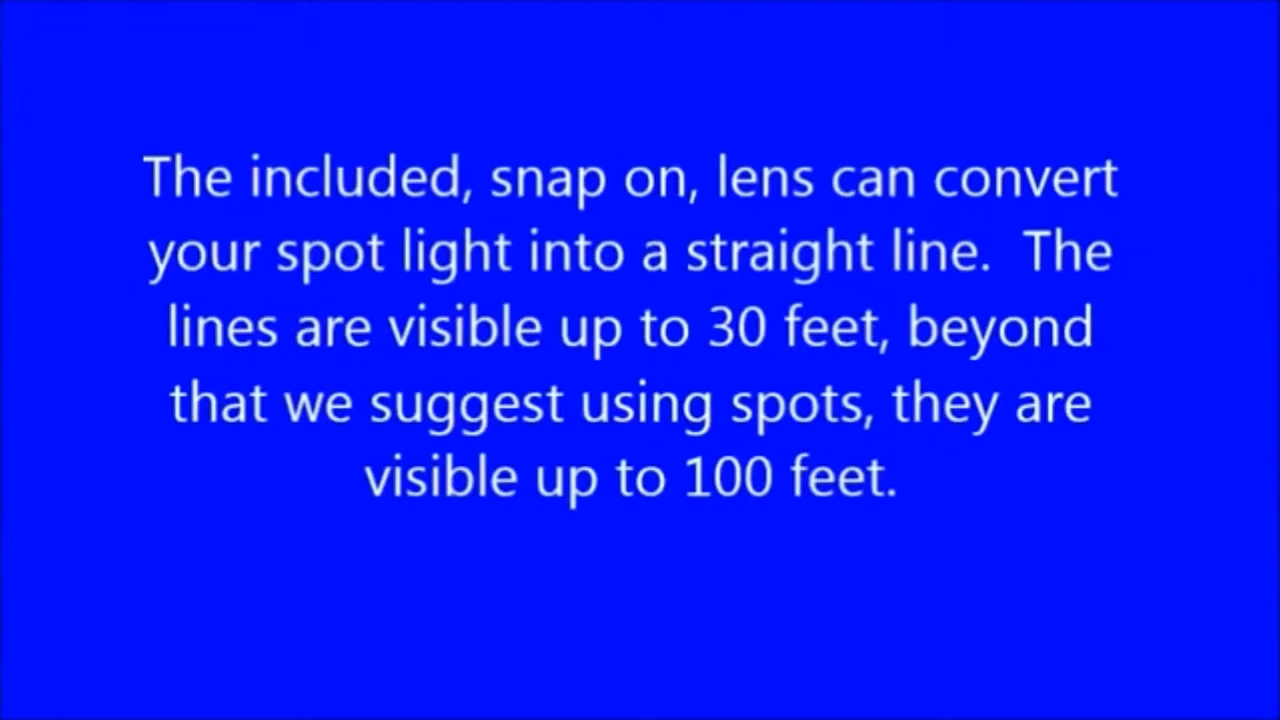 The included, snap on, lens can convert
your spot light into a straight line.  The
lines are visible up to 30 feet, beyond
that we suggest using spots, they are
visible up to 100 feet.